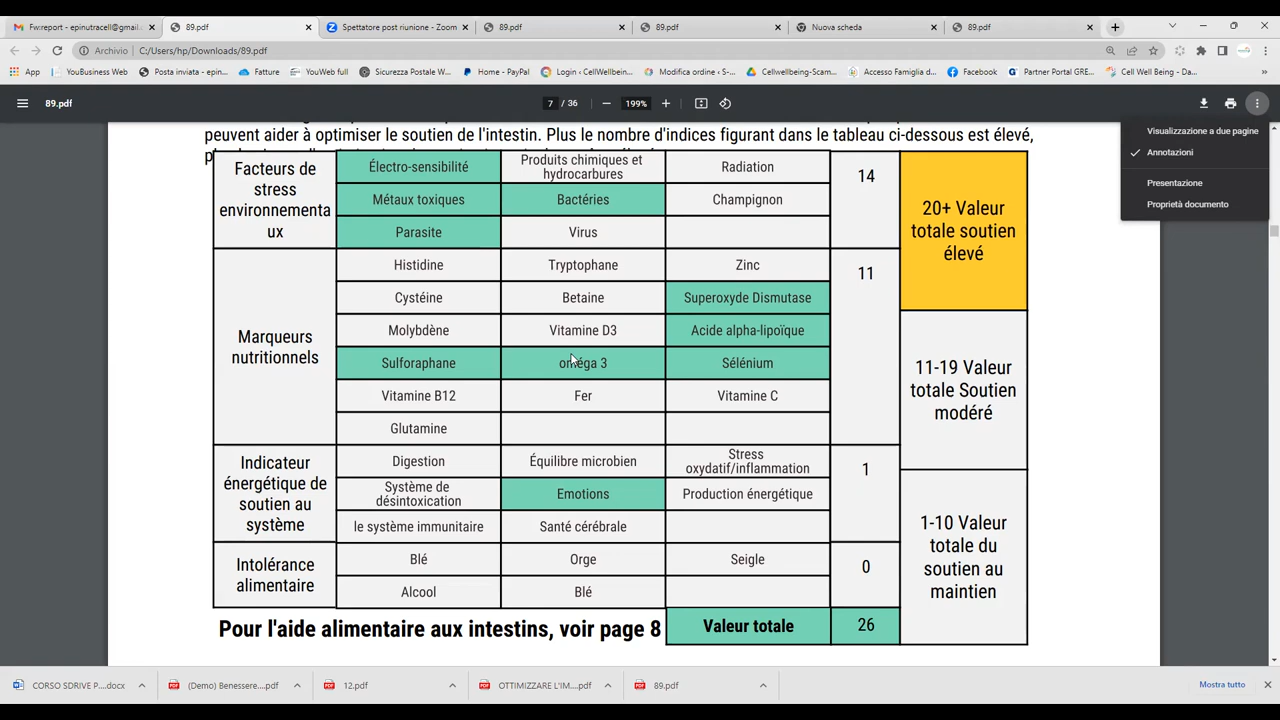 Fw:report - epinutracell@gmail.
89.pdf
Spettatore post riunione - Zoom
89.pdf
89.pdf
Nuova scheda
89.pdf
Archivio
C:/Users/hp/Downloads/89.pdf
App
YouBusiness Web
Posta inviata - epin...
Fatture
YouWeb full
Sicurezza Postale W...
Home - PayPal
Login ‹ CellWellbein...
Modifica ordine ‹ S-...
Cellwellbeing-Scam...
Accesso Famiglia d...
Facebook
Partner Portal GRE...
Cell Well Being - Da...
89.pdf
7 / 36
199%
Visualizzazione a due pagine
Annotazioni
Presentazione
Proprietà documento
peuvent aider à optimiser le soutien de l'intestin. Plus le nombre d'indices figurant dans le tableau ci-dessous est élevé,
Facteurs de
stress
environnementa
ux
Électro-sensibilité
Produits chimiques et
hydrocarbures
Radiation
14
Métaux toxiques
Bactéries
Champignon
Parasite
Virus
20+ Valeur
totale soutien
élevé
Marqueurs
nutritionnels
Histidine
Tryptophane
Zinc
11
Cystéine
Betaine
Superoxyde Dismutase
Molybdène
Vitamine D3
Acide alpha-lipoïque
Sulforaphane
oméga 3
Sélénium
Vitamine B12
Fer
Vitamine C
Glutamine
11-19 Valeur
totale Soutien
modéré
Indicateur
énergétique de
soutien au
système
Digestion
Équilibre microbien
Stress
oxydatif/inflammation
1
Système de
désintoxication
Emotions
Production énergétique
le système immunitaire
Santé cérébrale
1-10 Valeur
totale du
soutien au
maintien
Intolérance
alimentaire
Blé
Orge
Seigle
0
Alcool
Blé
Pour l'aide alimentaire aux intestins, voir page 8
Valeur totale
26
CORSO SDRIVE P....docx
(Demo) Benessere....pdf
12.pdf
OTTIMIZZARE L'IM....pdf
89.pdf
Mostra tutto